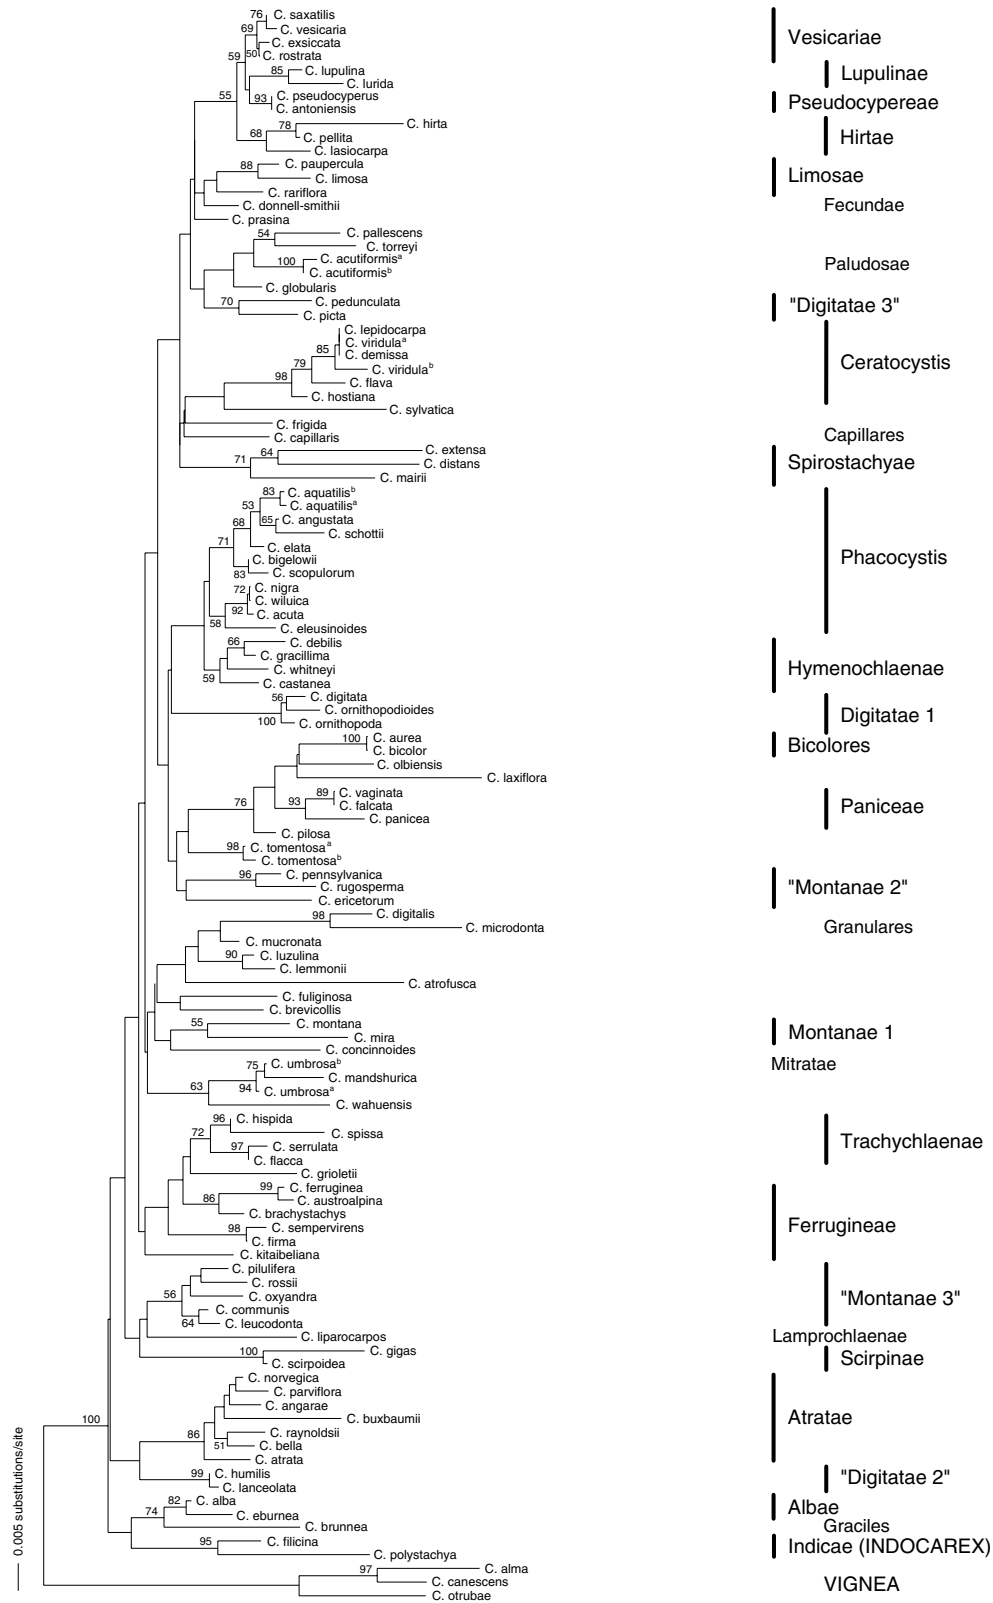 76 C. saxatilis
69 C. vesicaria
C. exsiccata
59 50 C. rostrata
Vesicariae
85 C. lupulina
C. lurida
Lupulinae
55 93 C. pseudocyperus
C. antoniensis
Pseudocypereae
78 C. hirta
68 C. pellita
C. lasiocarpa
Hirtae
88 C. paupercula
C. limosa
C. rariflora
Limosae
C. donnell-smithii
Fecundae
C. prasina
54 C. pallescens
C. torreyi
100 C. acutiformisᵃ
C. acutiformisᵇ
Paludosae
C. globularis
70 C. pedunculata
C. picta
"Digitatae 3"
C. lepidocarpa
C. viridulaᵃ
85 C. demissa
79 C. viridulaᵇ
98 C. flava
C. hostiana
C. sylvatica
Ceratocystis
C. frigida
C. capillaris
Capillares
64 C. extensa
71 C. distans
C. mairii
Spirostachyae
83 C. aquatilisᵇ
53 C. aquatilisᵃ
68 65 C. angustata
C. schottii
71 C. elata
C. bigelowii
83 C. scopulorum
72 C. nigra
C. wiluica
92 C. acuta
58 C. eleusinoides
Phacocystis
66 C. debilis
C. gracillima
C. whitneyi
59 C. castanea
Hymenochlaenae
56 C. digitata
C. ornithopodioides
100 C. ornithopoda
Digitatae 1
100 C. aurea
C. bicolor
Bicolores
C. olbiensis
C. laxiflora
89 C. vaginata
76 93 C. falcata
C. panicea
Paniceae
C. pilosa
98 C. tomentosaᵃ
C. tomentosaᵇ
96 C. pennsylvanica
C. rugosperma
C. ericetorum
"Montanae 2"
98 C. digitalis
C. microdonta
Granulares
C. mucronata
90 C. luzulina
C. lemmonii
C. atrofusca
C. fuliginosa
C. brevicollis
55 C. montana
C. mira
C. concinnoides
Montanae 1
75 C. umbrosaᵇ
Mitratae
C. mandshurica
63 94 C. umbrosaᵃ
C. wahuensis
96 C. hispida
72 C. spissa
97 C. serrulata
C. flacca
Trachychlaenae
C. grioletii
99 C. ferruginea
86 C. austroalpina
C. brachystachys
98 C. sempervirens
C. firma
C. kitaibeliana
Ferrugineae
C. pilulifera
C. rossii
56 C. oxyandra
C. communis
64 C. leucodonta
"Montanae 3"
C. liparocarpos
Lamprochlaenae
100 C. gigas
C. scirpoidea
Scirpinae
C. norvegica
C. parviflora
C. angarae
C. buxbaumii
100 86 C. raynoldsii
51 C. bella
C. atrata
Atratae
99 C. humilis
C. lanceolata
"Digitatae 2"
82 C. alba
74 C. eburnea
Albae
C. brunnea
Graciles
95 C. filicina
C. polystachya
Indicae (INDOCAREX)
97 C. alma
C. canescens
C. otrubae
VIGNEA
0.005 substitutions/site